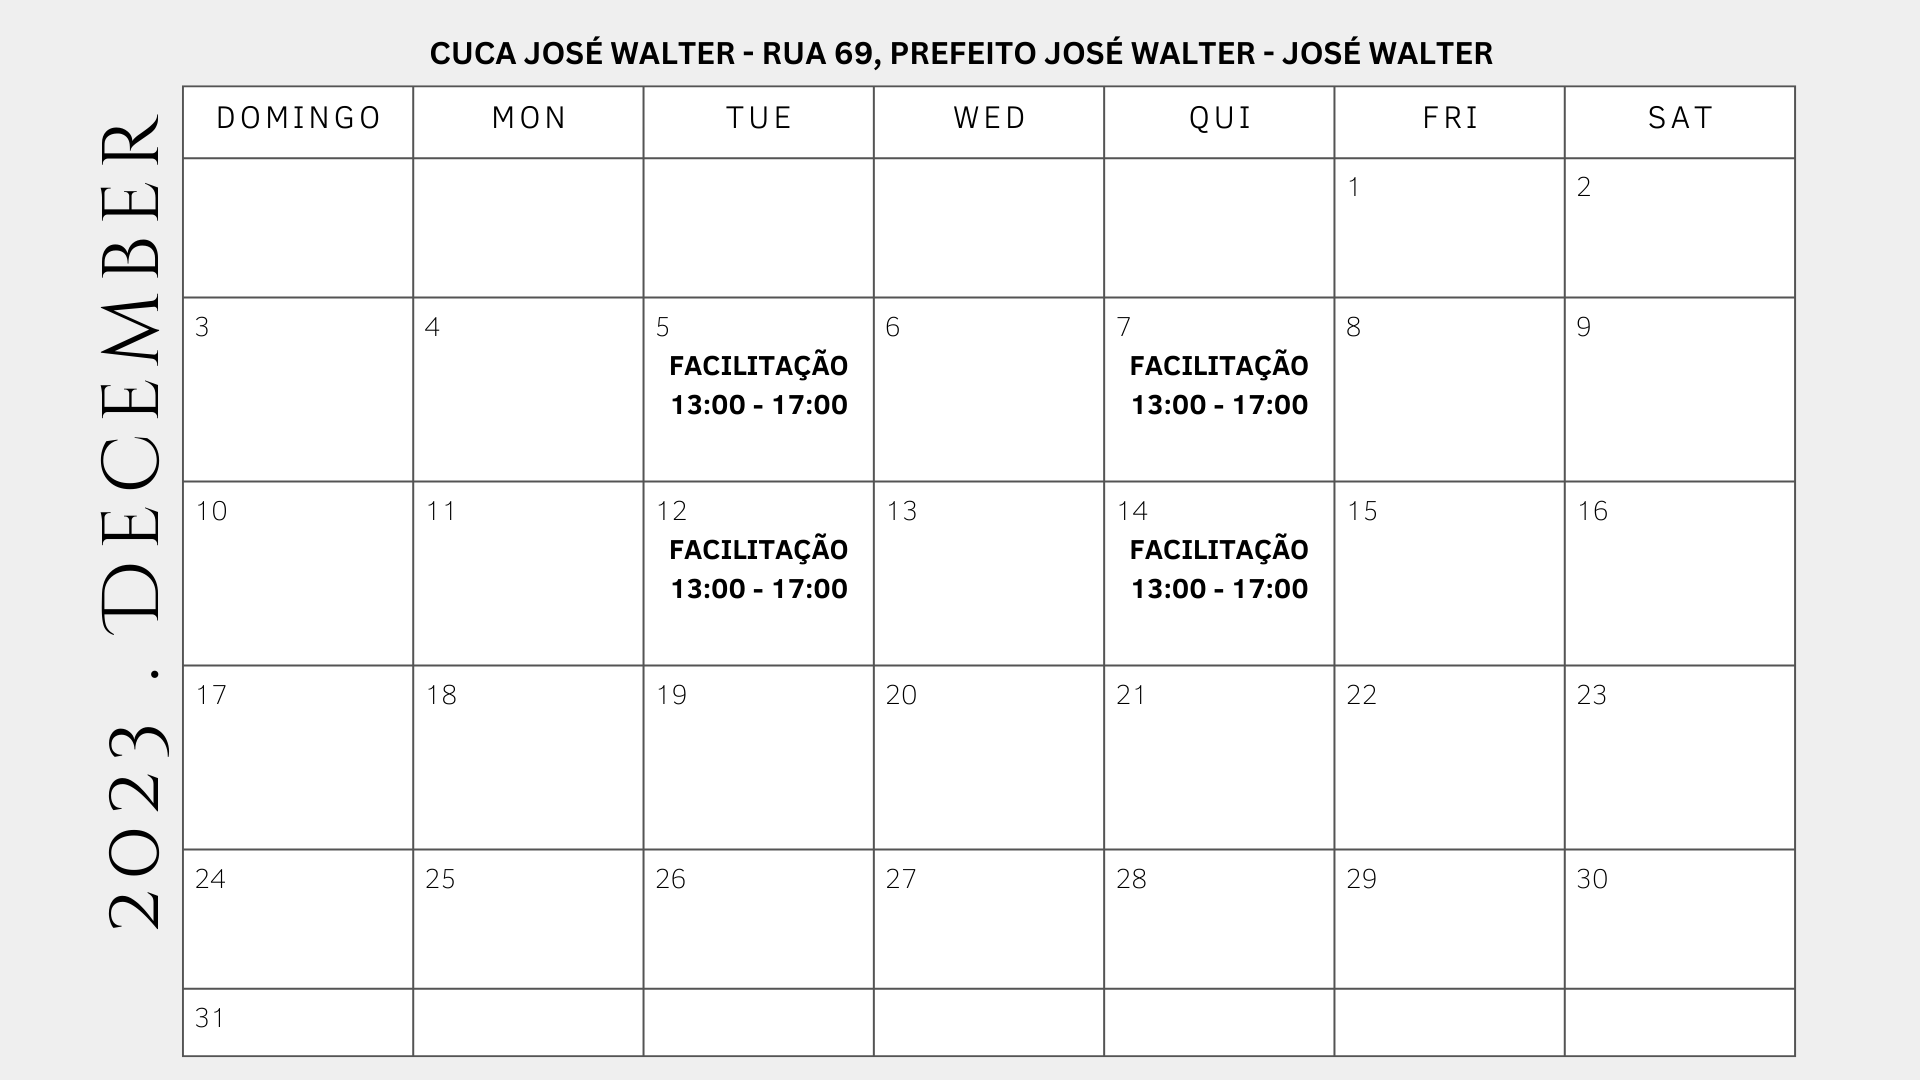 CUCA JOSÉ WALTER - RUA 69, PREFEITO JOSÉ WALTER - JOSÉ WALTER
2023 . DECEMBER
DOMINGO MON TUE WED QUI FRI SAT
1 2
3 4 5 6 7 8 9
FACILITAÇÃO FACILITAÇÃO
13:00 - 17:00 13:00 - 17:00
10 11 12 13 14 15 16
FACILITAÇÃO FACILITAÇÃO
13:00 - 17:00 13:00 - 17:00
17 18 19 20 21 22 23
24 25 26 27 28 29 30
31